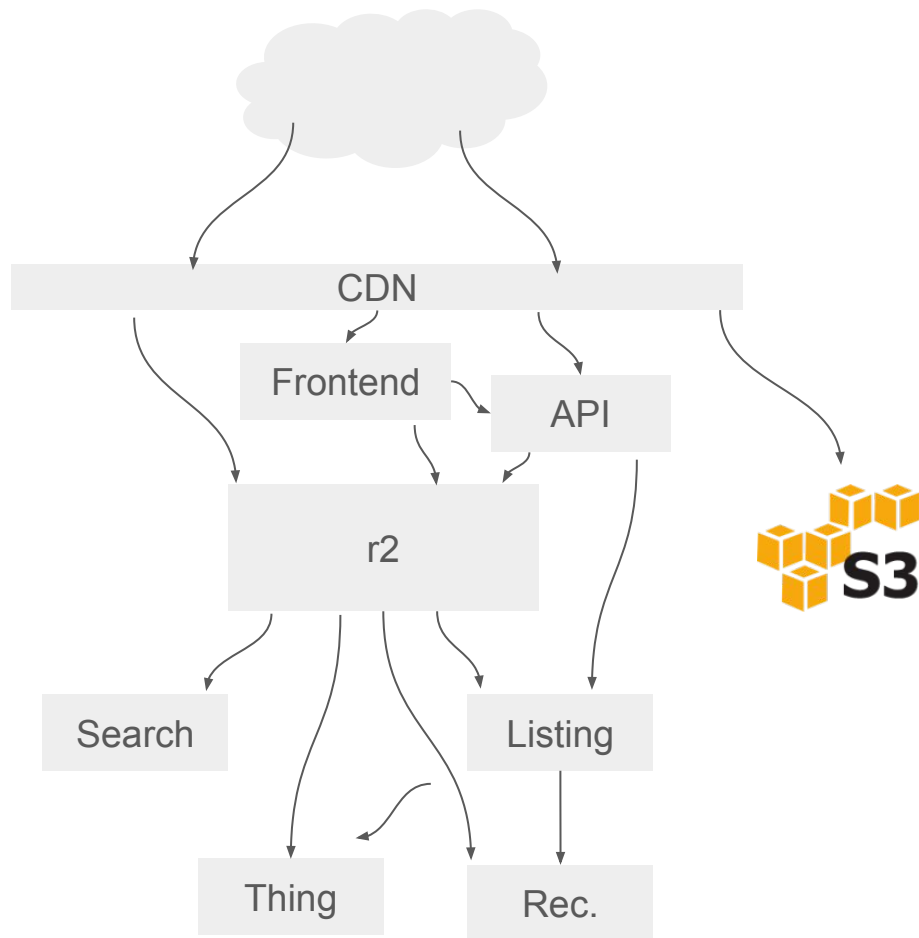 CDN
Frontend
API
r2
S3
Search
Listing
Thing
Rec.